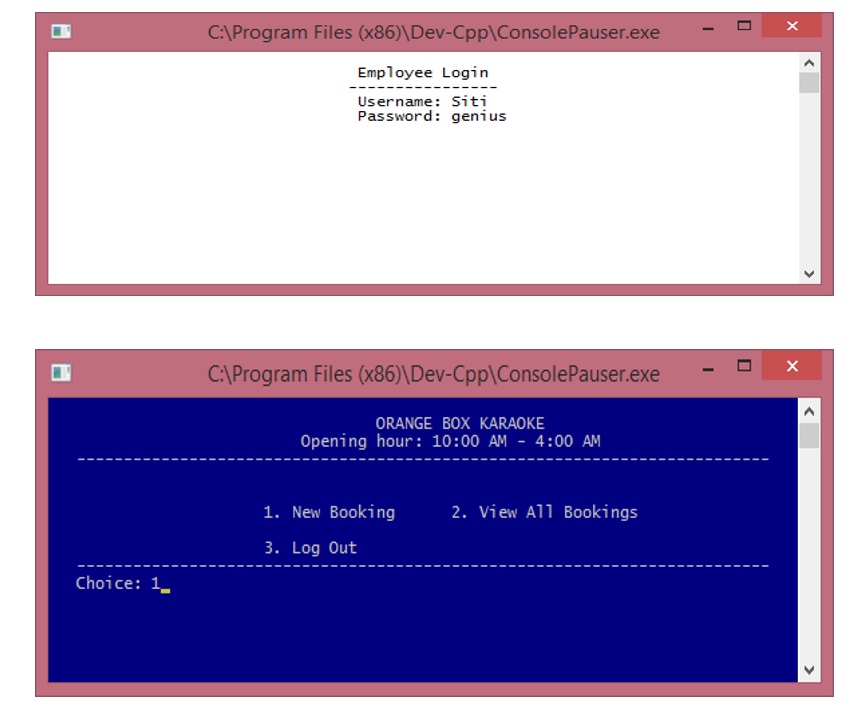 C:\Program Files (x86)\Dev-Cpp\ConsolePauser.exe
Employee Login
----------------
Username: Siti
Password: genius
C:\Program Files (x86)\Dev-Cpp\ConsolePauser.exe
ORANGE BOX KARAOKE
Opening hour: 10:00 AM - 4:00 AM
--------------------------------------------------------------------------
1. New Booking 2. View All Bookings
3. Log Out
--------------------------------------------------------------------------
Choice: 1_